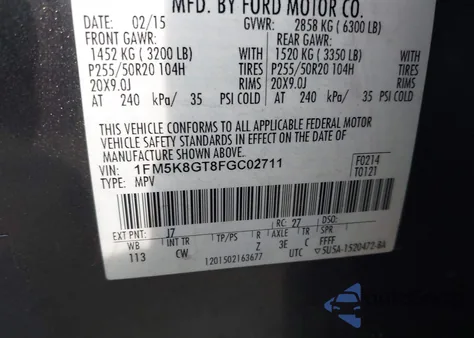 MFD. BY FORD MOTOR CO.
DATE: 02/15 GVWR: 2858 KG ( 6300 LB)
FRONT GAWR: REAR GAWR:
1452 KG ( 3200 LB) WITH 1520 KG ( 3350 LB) WITH
P255/50R20 104H TIRES P255/50R20 104H TIRES
20X9.0J RIMS 20X9.0J RIMS
AT 240 kPa/ 35 PSI COLD AT 240 kPa/ 35 PSI COLD
THIS VEHICLE CONFORMS TO ALL APPLICABLE FEDERAL MOTOR
VEHICLE SAFETY STANDARDS IN EFFECT ON THE DATE OF
MANUFACTURE SHOWN ABOVE.
VIN: 1FM5K8GT8FGC02711 F0214
TYPE: MPV T0121
EXT PNT: J7 RC: 27 DSO:
WB INT TR TP/PS R AXLE TR SPR
113 CW Z 3E C FFFF
1201502163677 UTC ▽5U5A-1520472-BA